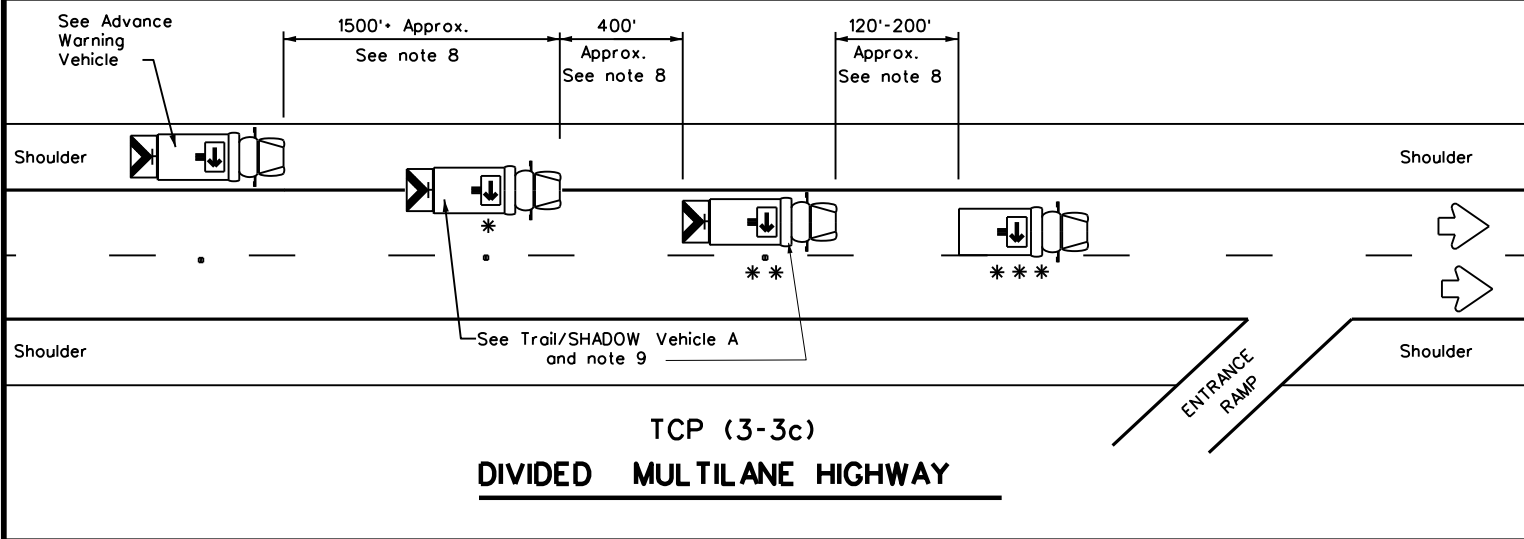 See Advance
Warning
Vehicle
1500'+ Approx.
See note 8
400'
Approx.
See note 8
120'-200'
Approx.
See note 8
Shoulder
Shoulder
*
* *
* * *
See Trail/SHADOW Vehicle A
and note 9
Shoulder
Shoulder
ENTRANCE
RAMP
TCP (3-3c)
DIVIDED MULTILANE HIGHWAY